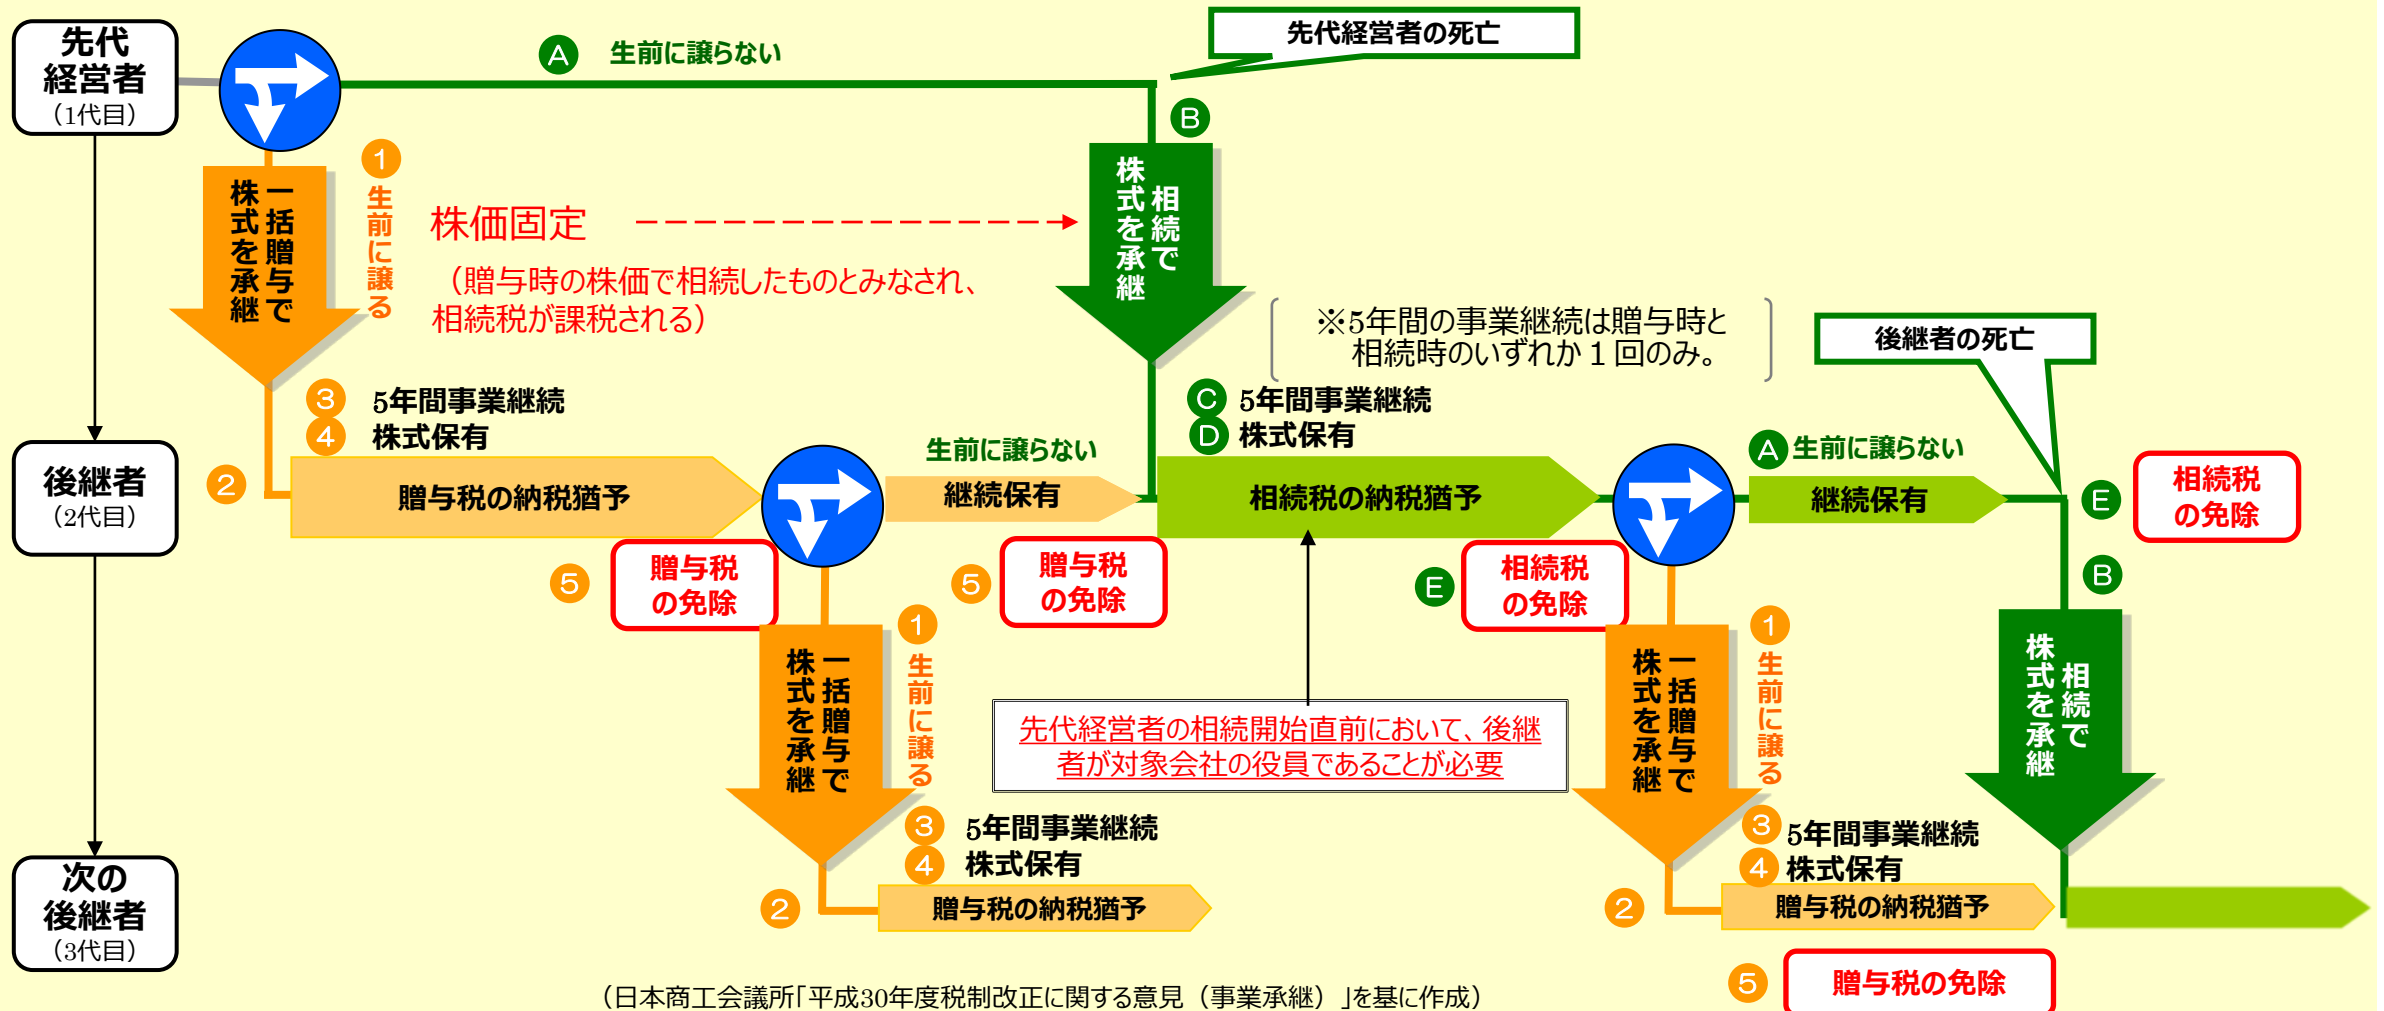 先代
経営者
（1代目）
Ⓐ 生前に譲らない
先代経営者の死亡
Ⓑ
❶
生前に譲る
一括贈与で
株式を承継
株価固定
（贈与時の株価で相続したものとみなされ、
相続税が課税される）
相続で
株式を承継
※5年間の事業継続は贈与時と
相続時のいずれか１回のみ。
後継者の死亡
後継者
（2代目）
❷
❸ 5年間事業継続
❹ 株式保有
贈与税の納税猶予
生前に譲らない
継続保有
Ⓒ 5年間事業継続
Ⓓ 株式保有
相続税の納税猶予
Ⓐ 生前に譲らない
継続保有
Ⓔ
相続税
の免除
❺
贈与税
の免除
❺
贈与税
の免除
Ⓔ
相続税
の免除
Ⓑ
❶
生前に譲る
一括贈与で
株式を承継
先代経営者の相続開始直前において、後継
者が対象会社の役員であることが必要
❶
生前に譲る
一括贈与で
株式を承継
相続で
株式を承継
次の
後継者
（3代目）
❸ 5年間事業継続
❹ 株式保有
❷
贈与税の納税猶予
❸ 5年間事業継続
❹ 株式保有
❷
贈与税の納税猶予
❺
贈与税の免除
（日本商工会議所「平成30年度税制改正に関する意見（事業承継）」を基に作成）